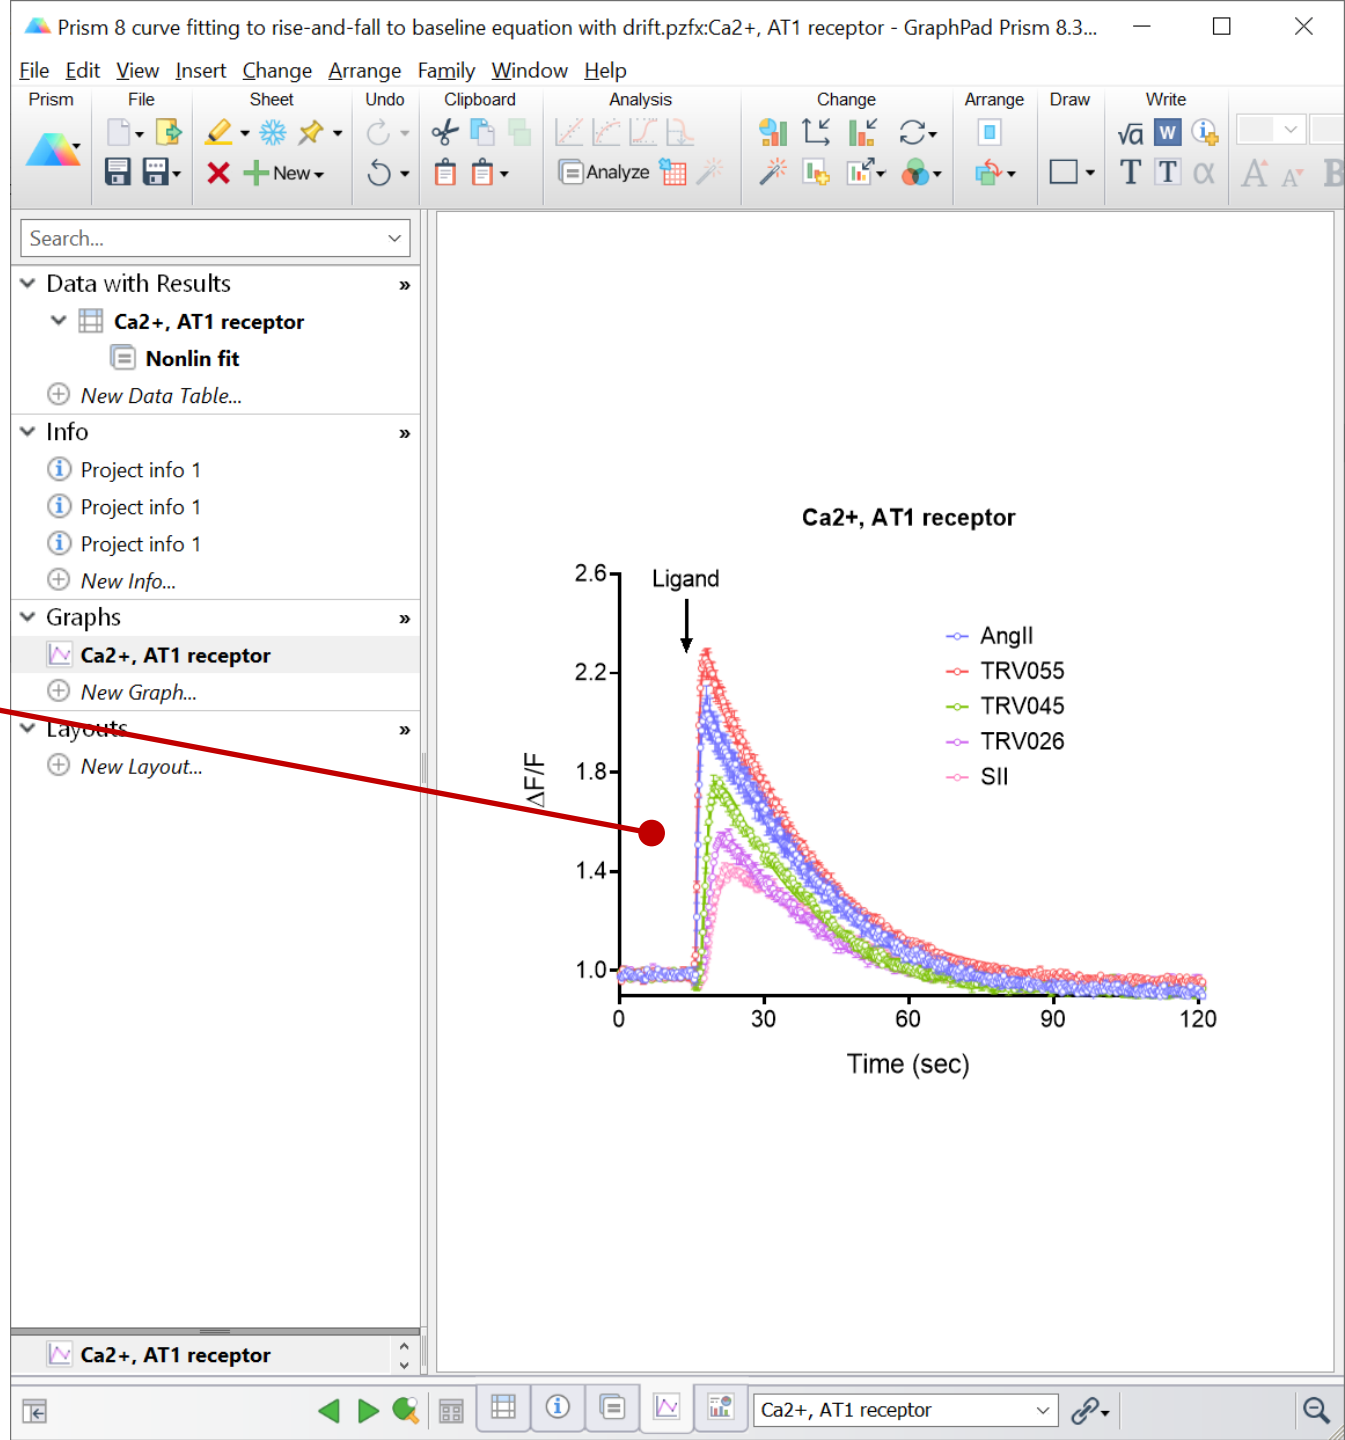 Prism 8 curve fitting to rise-and-fall to baseline equation with drift.pzfx:Ca2+, AT1 receptor - GraphPad Prism 8.3...
File Edit View Insert Change Arrange Family Window Help
Prism File Sheet Undo Clipboard Analysis Change Arrange Draw Write
√α W
New Analyze T T α A A B
Search...
Data with Results »
Ca2+, AT1 receptor
Nonlin fit
New Data Table...
Info »
Project info 1
Project info 1
Project info 1
New Info...
Graphs »
Ca2+, AT1 receptor
New Graph...
Layouts »
New Layout...
Ca2+, AT1 receptor
2.6
Ligand
AngII
2.2
TRV055
TRV045
TRV026
1.8
SII
ΔF/F
1.4
1.0
0 30 60 90 120
Time (sec)
Ca2+, AT1 receptor
Ca2+, AT1 receptor